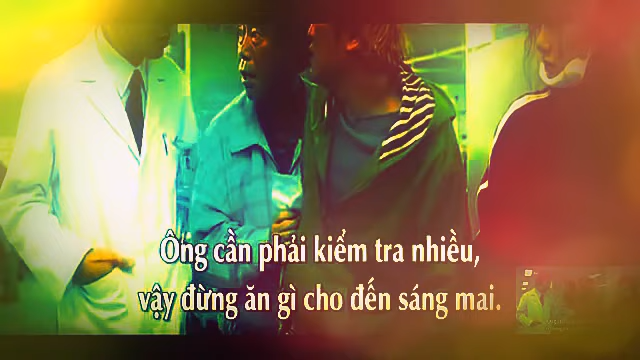 Ông cần phải kiểm tra nhiều,
vậy đừng ăn gì cho đến sáng mai.